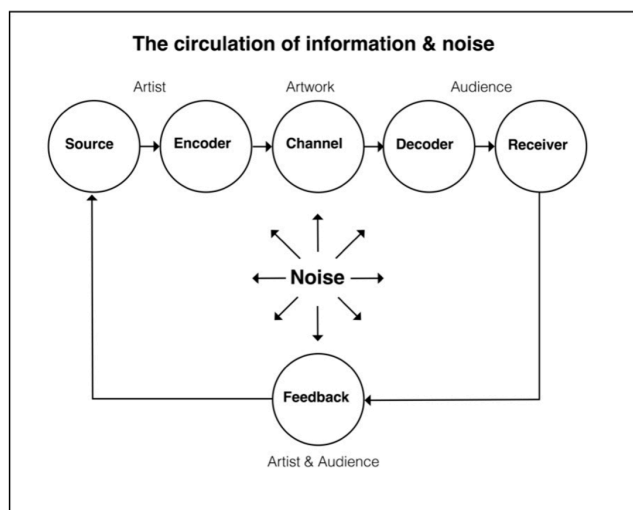 The circulation of information & noise
Artist Artwork Audience
Source Encoder Channel Decoder Receiver
Noise
Feedback
Artist & Audience